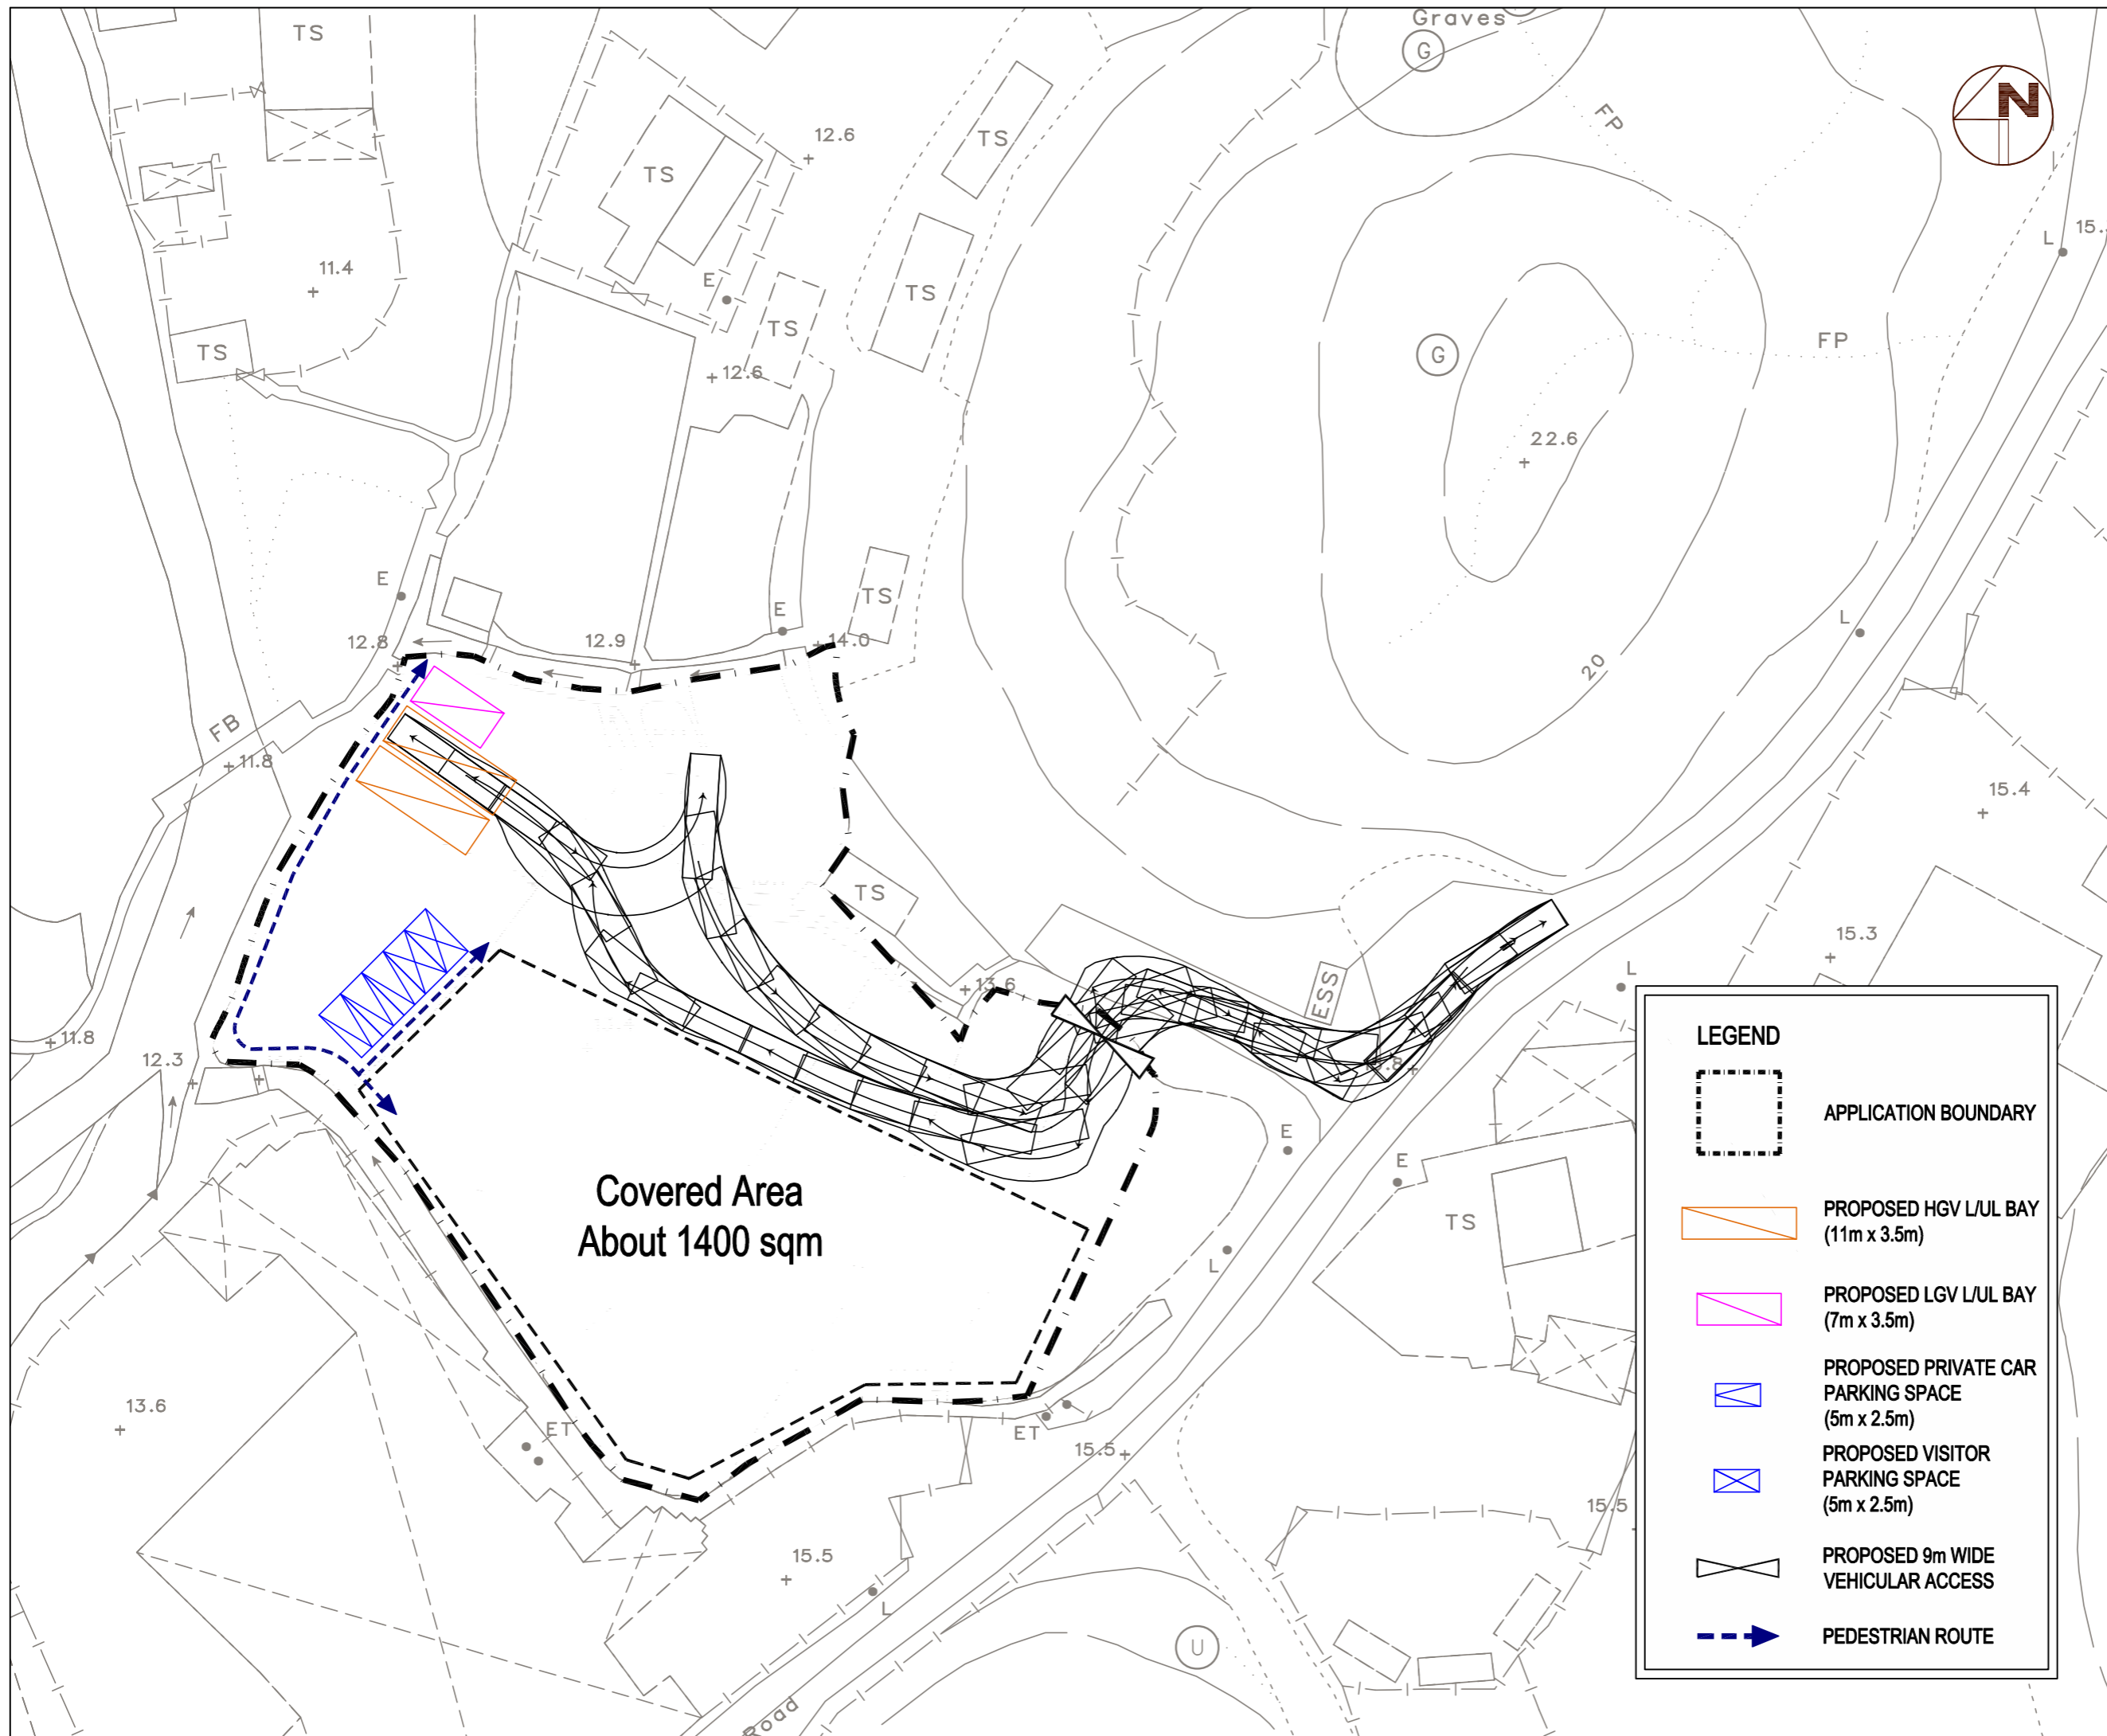 Graves
G
TS
N
FP
12.6
TS
TS
15.
L
11.4
E
TS
TS
FP
TS
G
12.6
22.6
E
TS
E
L
12.8
12.9
14.0
20
FB
11.8
15.4
TS
15.3
13.6
ESS
L
11.8
12.3
E
E
TS
L
Covered Area
About 1400 sqm
13.6
ET
ET
15.5
15.5
15.5
L
U
Road
LEGEND
APPLICATION BOUNDARY
PROPOSED HGV L/UL BAY
(11m x 3.5m)
PROPOSED LGV L/UL BAY
(7m x 3.5m)
PROPOSED PRIVATE CAR
PARKING SPACE
(5m x 2.5m)
PROPOSED VISITOR
PARKING SPACE
(5m x 2.5m)
PROPOSED 9m WIDE
VEHICULAR ACCESS
PEDESTRIAN ROUTE